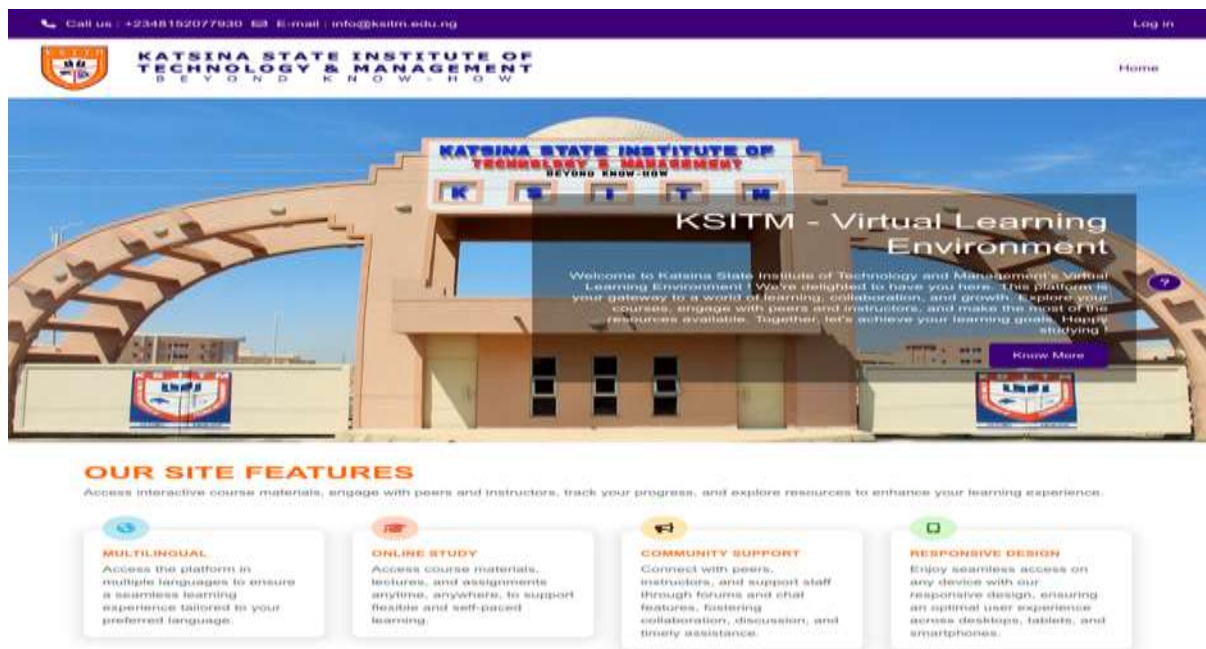 Call us : +2348152077930 E-mail : info@ksitm.edu.ng
Log in
KSITM
KATSINA STATE INSTITUTE OF
TECHNOLOGY & MANAGEMENT
BEYOND KNOW-HOW
Home
KATSINA STATE INSTITUTE OF
TECHNOLOGY & MANAGEMENT
BEYOND KNOW-HOW
K S I T M
KSITM - Virtual Learning
Environment
Welcome to Katsina State Institute of Technology and Management's Virtual
Learning Environment ! We're delighted to have you here. This platform is
your gateway to a world of learning, collaboration, and growth. Explore your
courses, engage with peers and instructors, and make the most of the
resources available. Together, let's achieve your learning goals. Happy
studying !
?
Know More
KSITM
KSITM
OUR SITE FEATURES
Access interactive course materials, engage with peers and instructors, track your progress, and explore resources to enhance your learning experience.
MULTILINGUAL
Access the platform in
multiple languages to ensure
a seamless learning
experience tailored to your
preferred language.
ONLINE STUDY
Access course materials,
lectures, and assignments
anytime, anywhere, to support
flexible and self-paced
learning.
COMMUNITY SUPPORT
Connect with peers,
instructors, and support staff
through forums and chat
features, fostering
collaboration, discussion, and
timely assistance.
RESPONSIVE DESIGN
Enjoy seamless access on
any device with our
responsive design, ensuring
an optimal user experience
across desktops, tablets, and
smartphones.